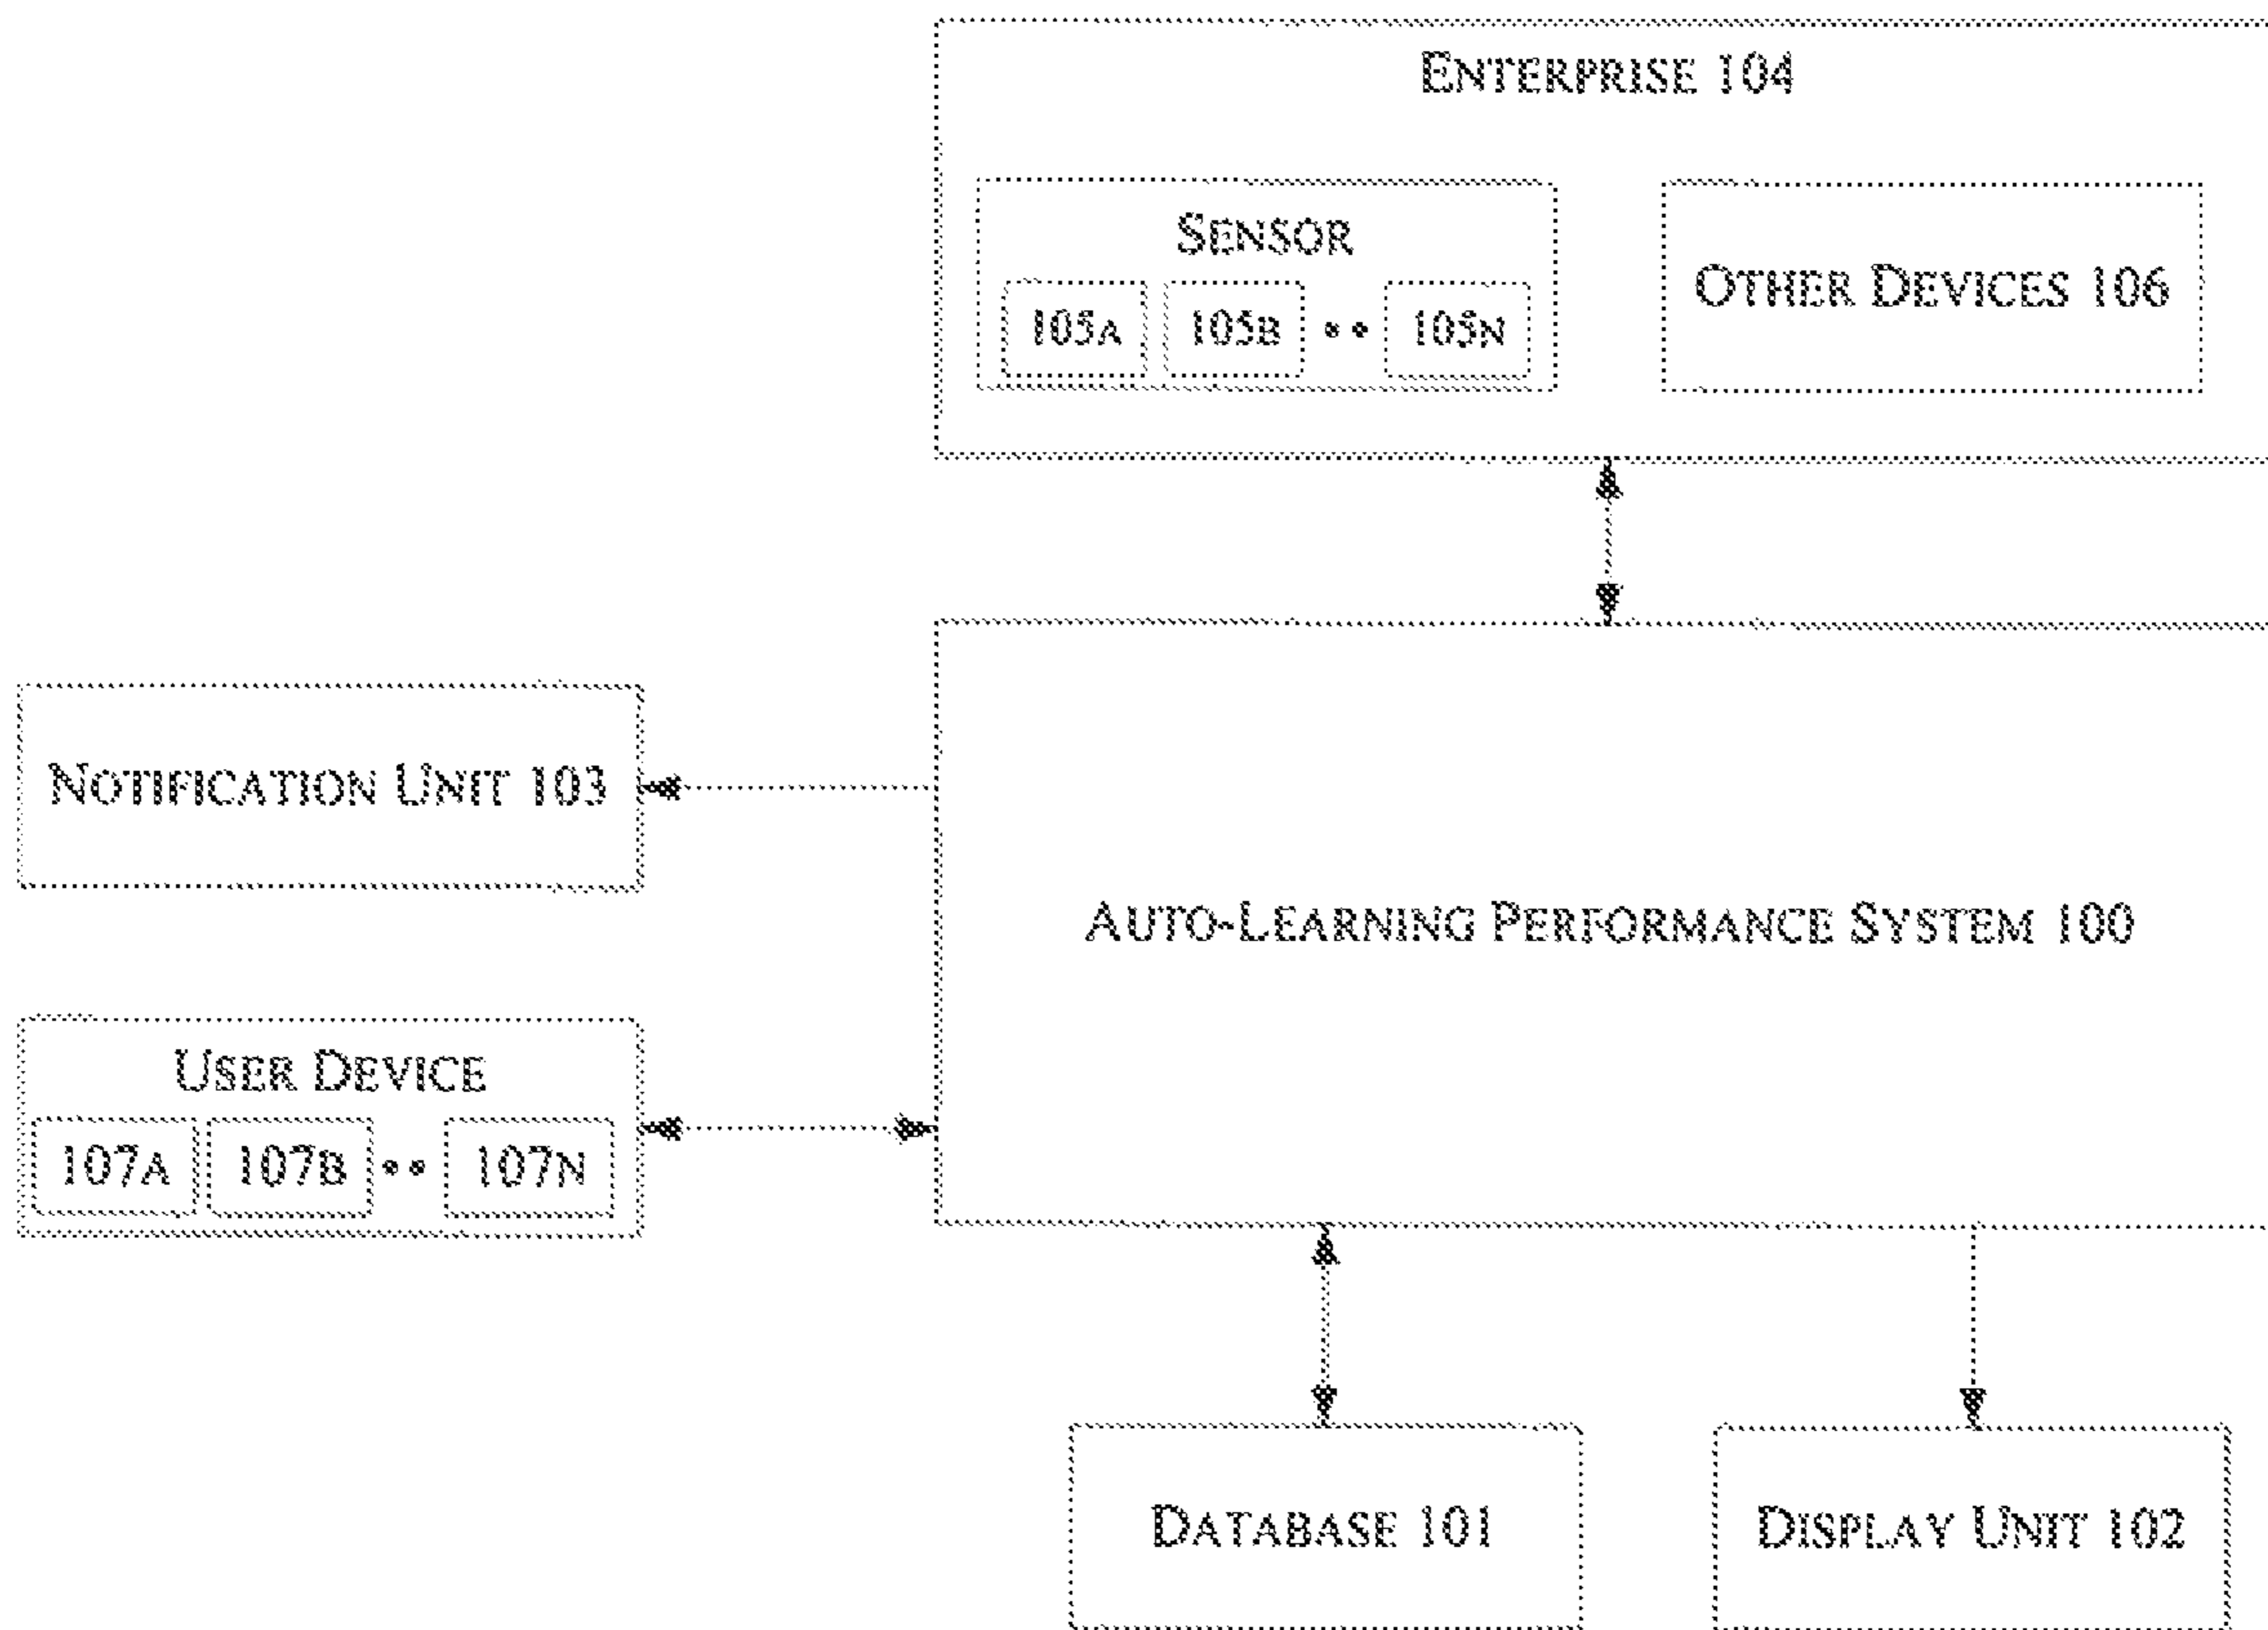 ENTERPRISE 104
SENSOR
105A 105B •• 105N
OTHER DEVICES 106
NOTIFICATION UNIT 103
AUTO-LEARNING PERFORMANCE SYSTEM 100
USER DEVICE
107A 107B •• 107N
DATABASE 101
DISPLAY UNIT 102